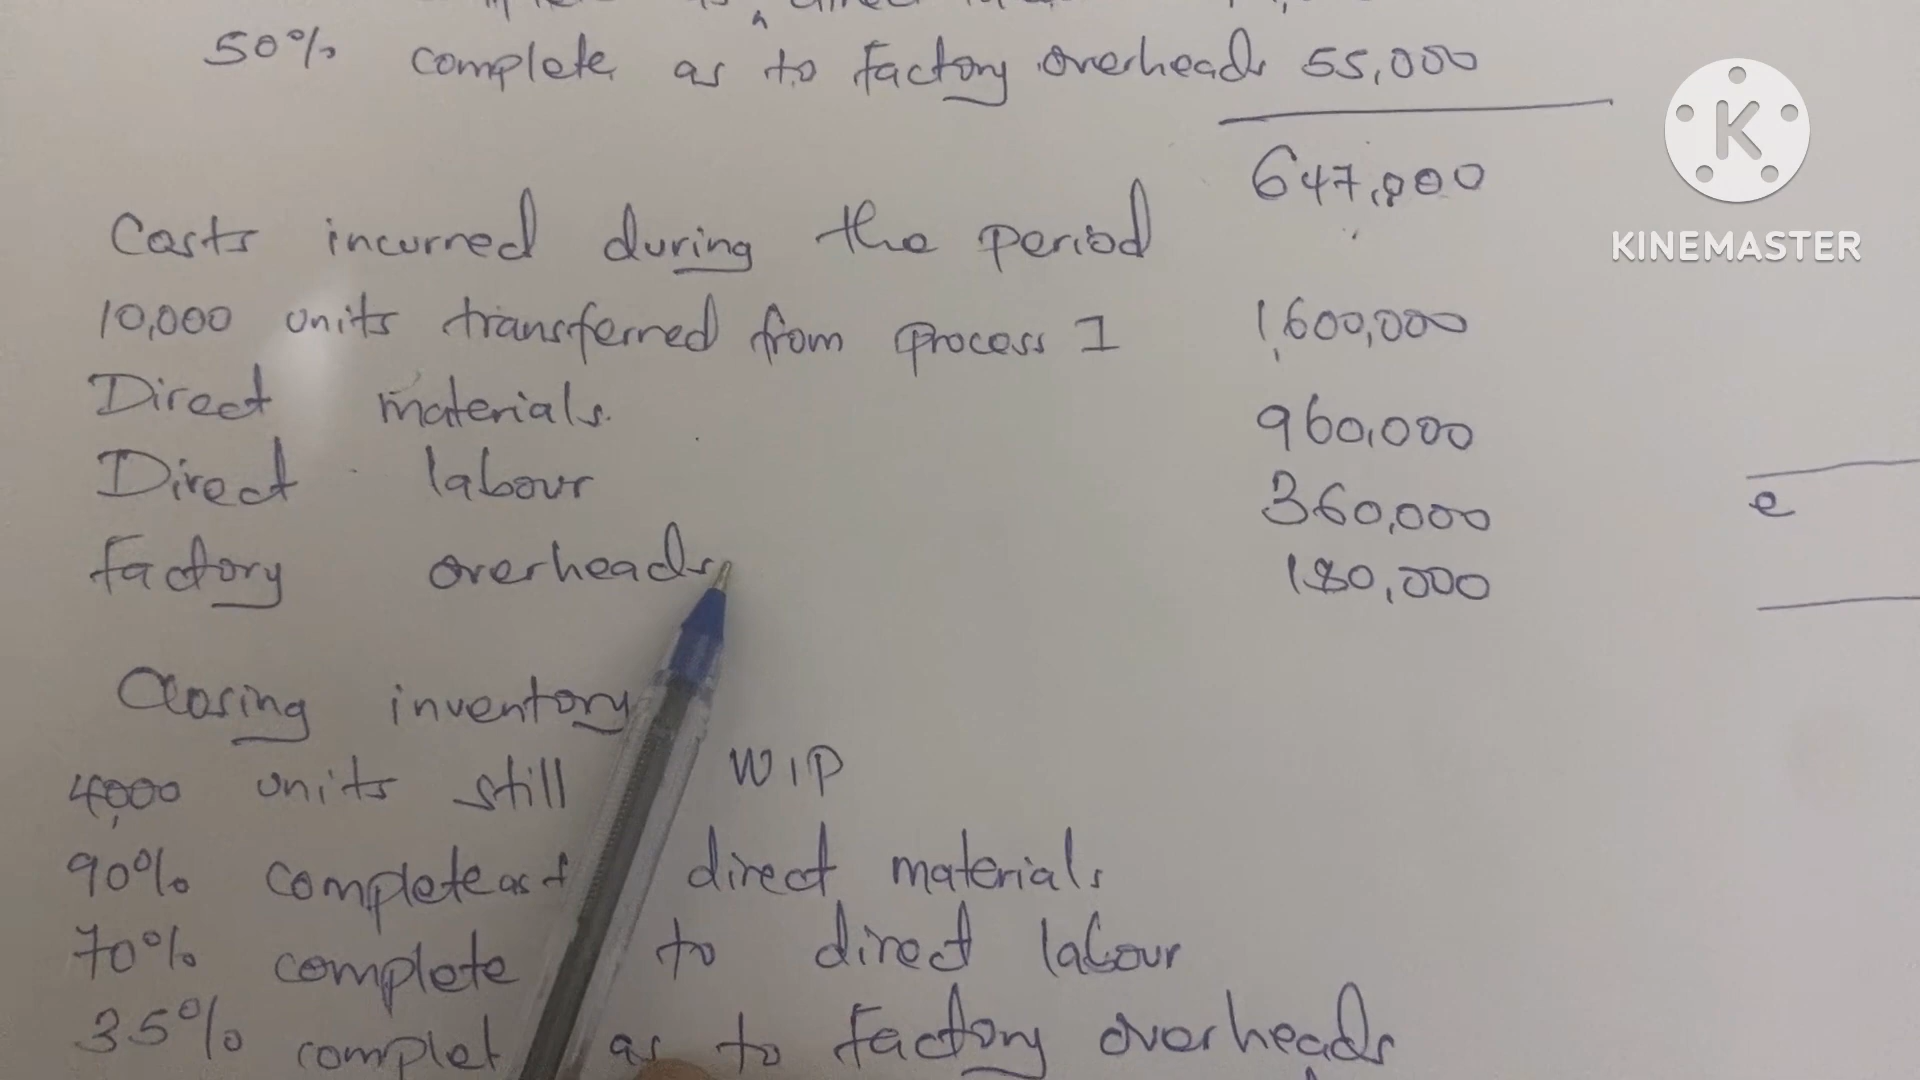 50% complete as to factory overheads 55,000
647,000
Costs incurred during the period
10,000 units transferred from process I 1,600,000
Direct materials. 960,000
Direct labour 360,000
Factory overheads 180,000
e
Closing inventory
4,000 units still WIP
90% complete as t direct materials
70% complete to direct labour
35% complet as to factory overheads
K
KINEMASTER